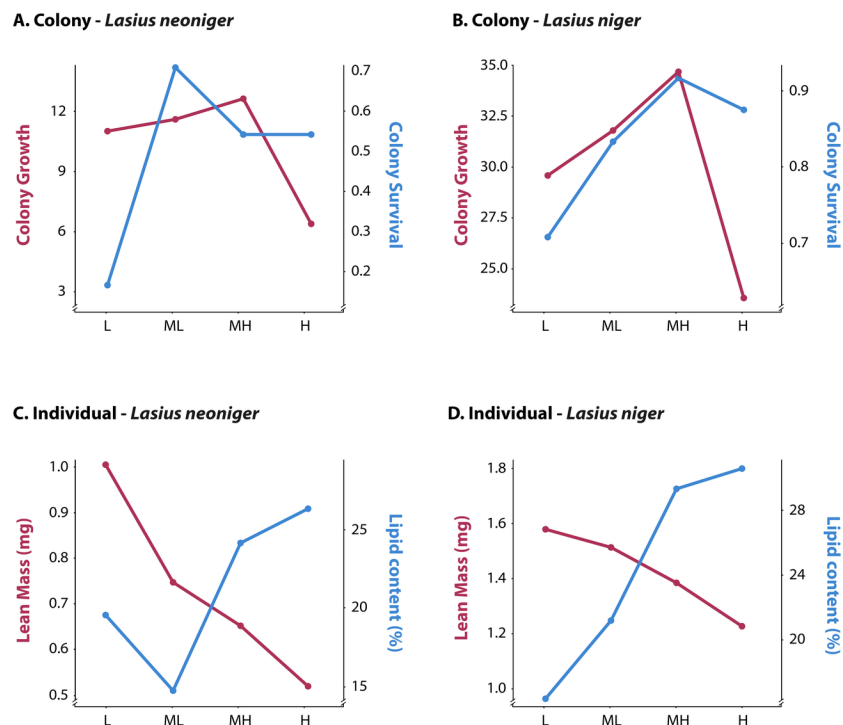 A. Colony - Lasius neoniger
12
9
6
3
Colony Growth
0.7
0.6
0.5
0.4
0.3
0.2
Colony Survival
L ML MH H
B. Colony - Lasius niger
35.0
32.5
30.0
27.5
25.0
Colony Growth
0.9
0.8
0.7
Colony Survival
L ML MH H
C. Individual - Lasius neoniger
1.0
0.9
0.8
0.7
0.6
0.5
Lean Mass (mg)
25
20
15
Lipid content (%)
L ML MH H
D. Individual - Lasius niger
1.8
1.6
1.4
1.2
1.0
Lean Mass (mg)
28
24
20
Lipid content (%)
L ML MH H